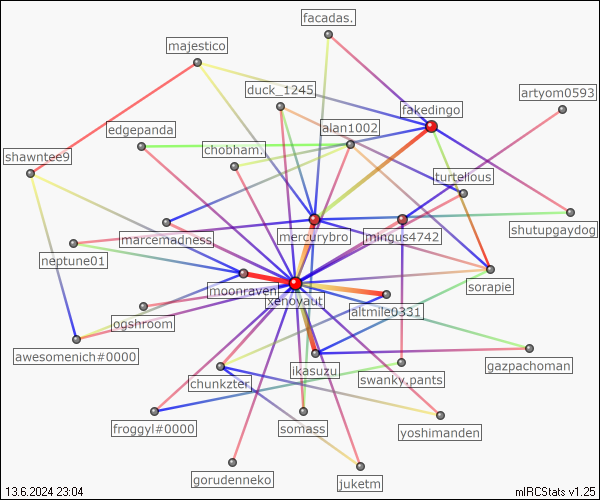 facadas.
majestico
duck_1245
artyom0593
fakedingo
edgepanda
alan1002
chobham.
shawntee9
turtellous
shutupgaydog
marcemadness
mercurybro
mingus4742
neptune01
moonraven
sorapie
xenoyaut
ogshroom
altmile0331
awesomenich#0000
ikasuzu
gazpachoman
chunkzter
swanky.pants
froggyl#0000
somass
yoshimanden
gorudenneko
juketm
13.6.2024 23:04
mIRCStats v1.25